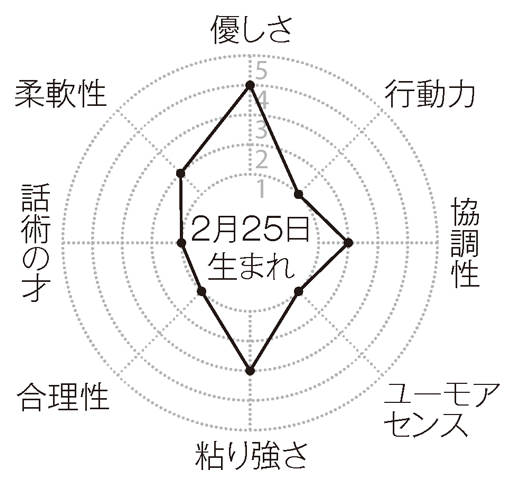 優しさ
5
4
3
2
1
柔軟性
行動力
話術の才
2月25日
生まれ
協調性
合理性
ユーモア
センス
粘り強さ